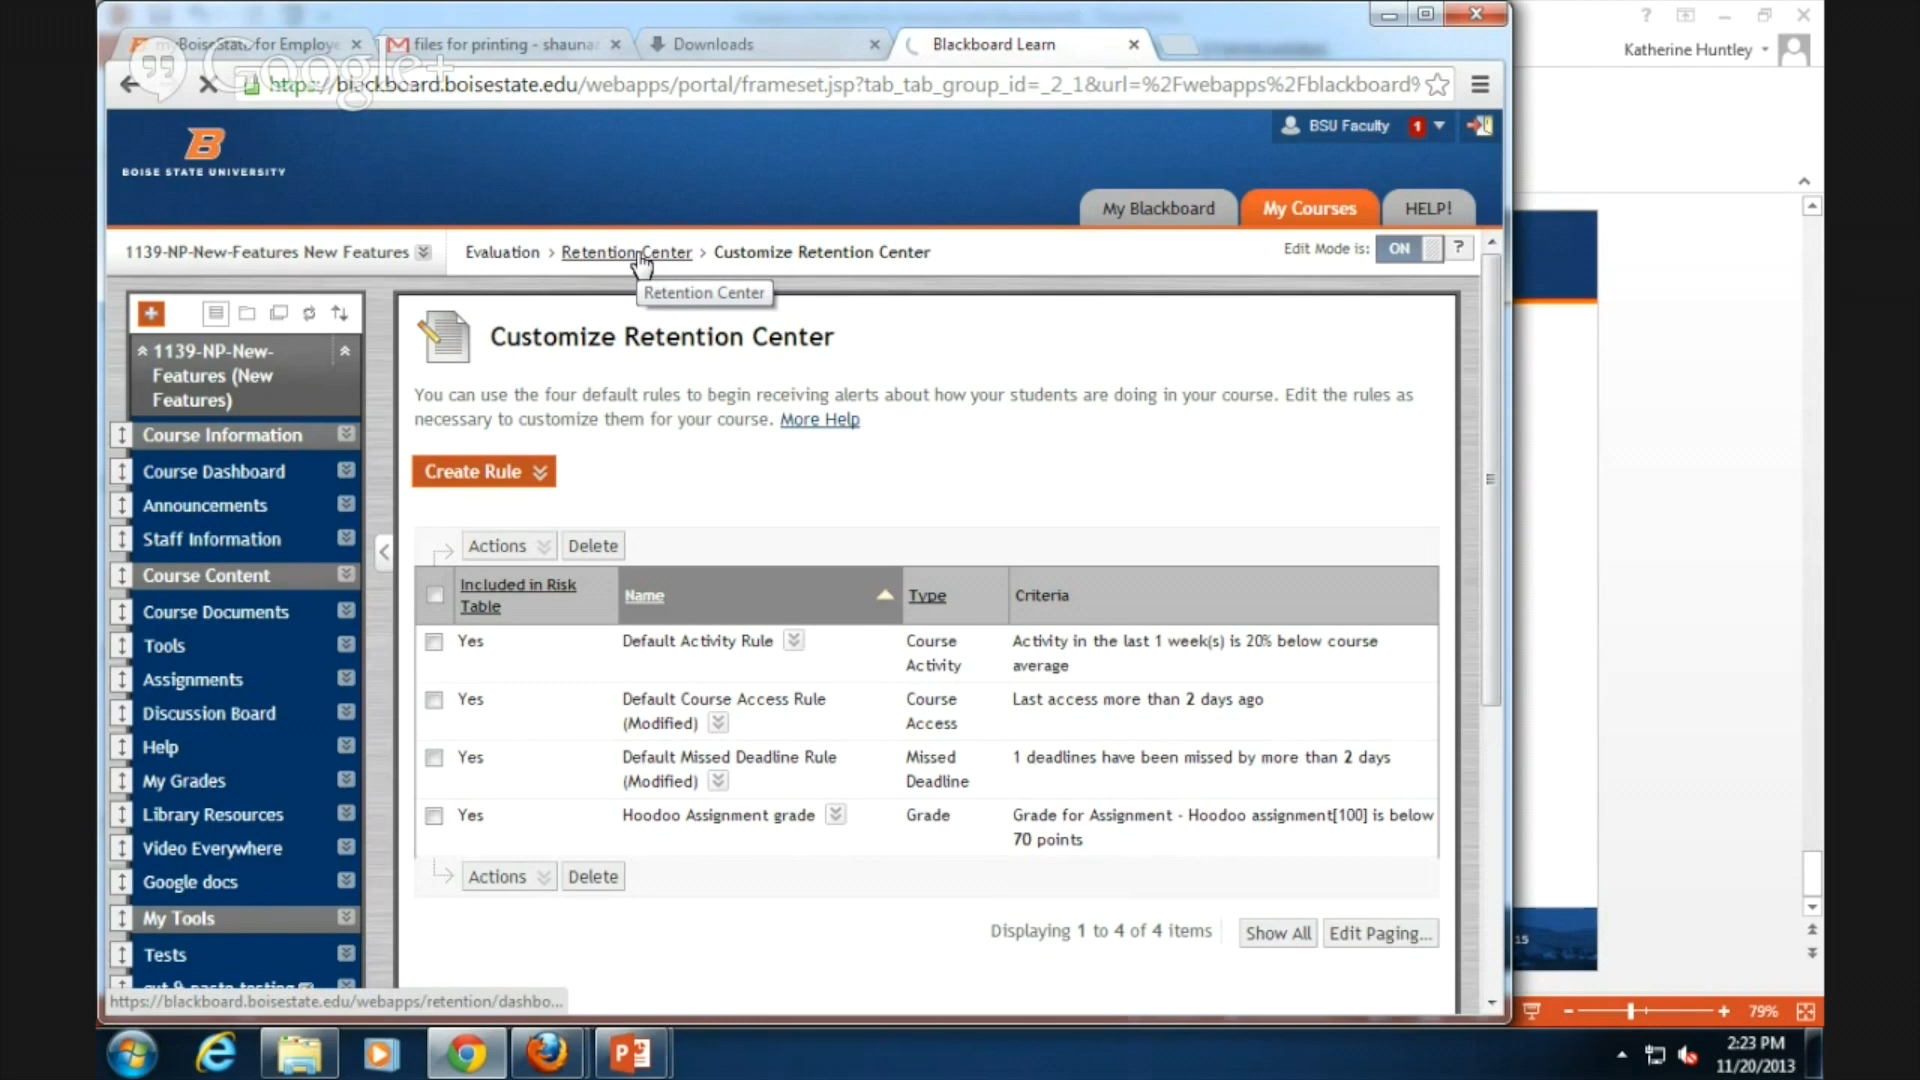 myBoiseState for Employe
files for printing - shauna
Downloads
Blackboard Learn
Google+
Katherine Huntley
https://blackboard.boisestate.edu/webapps/portal/frameset.jsp?tab_tab_group_id=_2_1&url=%2Fwebapps%2Fblackboard%
B
BOISE STATE UNIVERSITY
BSU Faculty 1
My Blackboard
My Courses
HELP!
1139-NP-New-Features New Features
Evaluation > Retention Center > Customize Retention Center
Edit Mode is: ON ?
Retention Center
1139-NP-New-
Features (New
Features)
Course Information
Course Dashboard
Announcements
Staff Information
Course Content
Course Documents
Tools
Assignments
Discussion Board
Help
My Grades
Library Resources
Video Everywhere
Google docs
My Tools
Tests
cut & paste testing
Customize Retention Center
You can use the four default rules to begin receiving alerts about how your students are doing in your course. Edit the rules as
necessary to customize them for your course. More Help
Create Rule
Actions Delete
Included in Risk
Table
Name
Type
Criteria
Yes
Default Activity Rule
Course
Activity
Activity in the last 1 week(s) is 20% below course
average
Yes
Default Course Access Rule
(Modified)
Course
Access
Last access more than 2 days ago
Yes
Default Missed Deadline Rule
(Modified)
Missed
Deadline
1 deadlines have been missed by more than 2 days
Yes
Hoodoo Assignment grade
Grade
Grade for Assignment - Hoodoo assignment[100] is below
70 points
Actions Delete
Displaying 1 to 4 of 4 items
Show All
Edit Paging...
https://blackboard.boisestate.edu/webapps/retention/dashbo...
15
79%
2:23 PM
11/20/2013